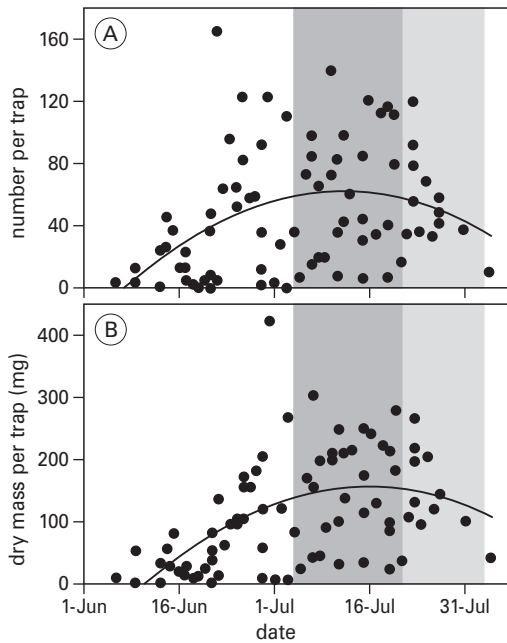 A
160
120
80
40
0
number per trap
B
400
300
200
100
0
dry mass per trap (mg)
1-Jun
16-Jun
1-Jul
16-Jul
31-Jul
date